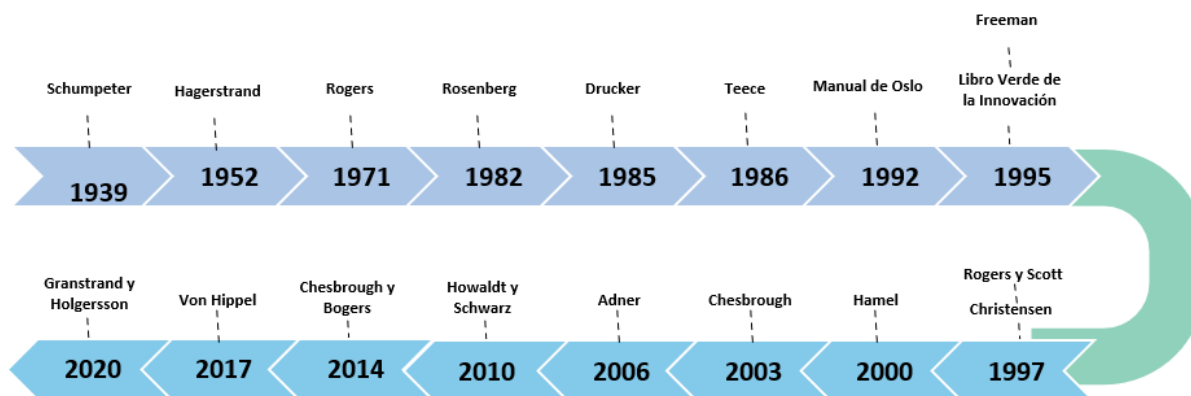 Freeman
Schumpeter
Hagerstrand
Rogers
Rosenberg
Drucker
Teece
Manual de Oslo
Libro Verde de
la Innovación
1939
1952
1971
1982
1985
1986
1992
1995
Granstrand y
Holgersson
Von Hippel
Chesbrough y
Bogers
Howaldt y
Schwarz
Adner
Chesbrough
Hamel
Rogers y Scott
Christensen
2020
2017
2014
2010
2006
2003
2000
1997